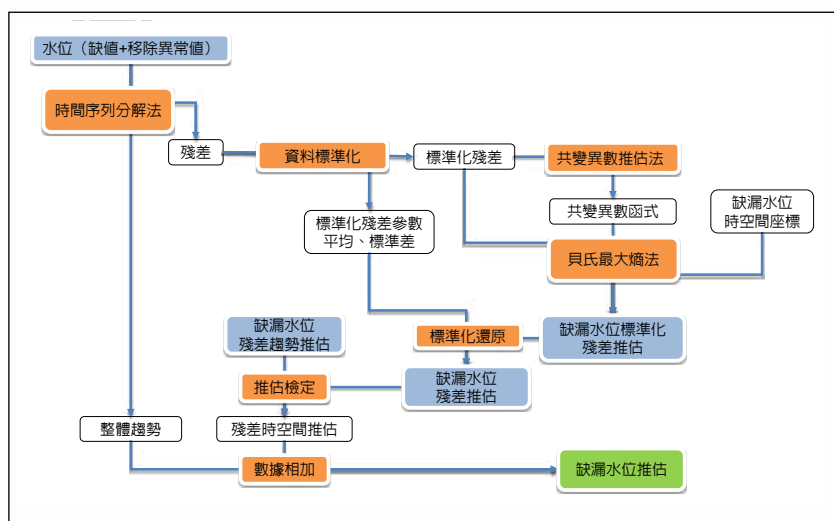 水位（缺值+移除異常值）
時間序列分解法
殘差
資料標準化
標準化殘差
共變異數推估法
標準化殘差參數
平均、標準差
共變異數函式
缺漏水位
時空間座標
貝氏最大熵法
缺漏水位
殘差趨勢推估
標準化還原
缺漏水位標準化
殘差推估
推估檢定
缺漏水位
殘差推估
整體趨勢
殘差時空間推估
數據相加
缺漏水位推估